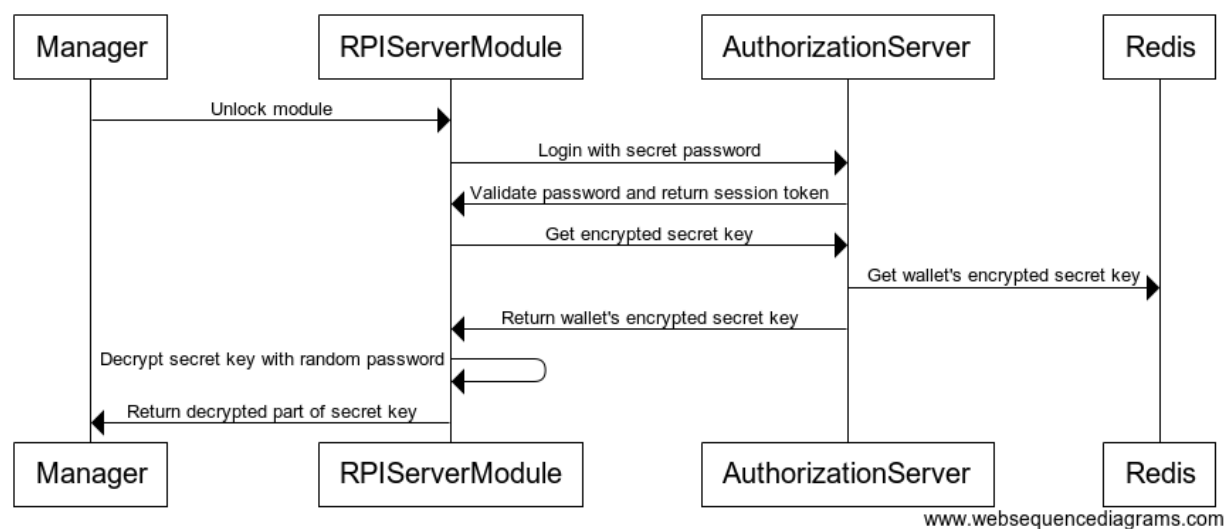 Manager
RPIServerModule
AuthorizationServer
Redis
Unlock module
Login with secret password
Validate password and return session token
Get encrypted secret key
Get wallet's encrypted secret key
Return wallet's encrypted secret key
Decrypt secret key with random password
Return decrypted part of secret key
Manager
RPIServerModule
AuthorizationServer
Redis
www.websequencediagrams.com